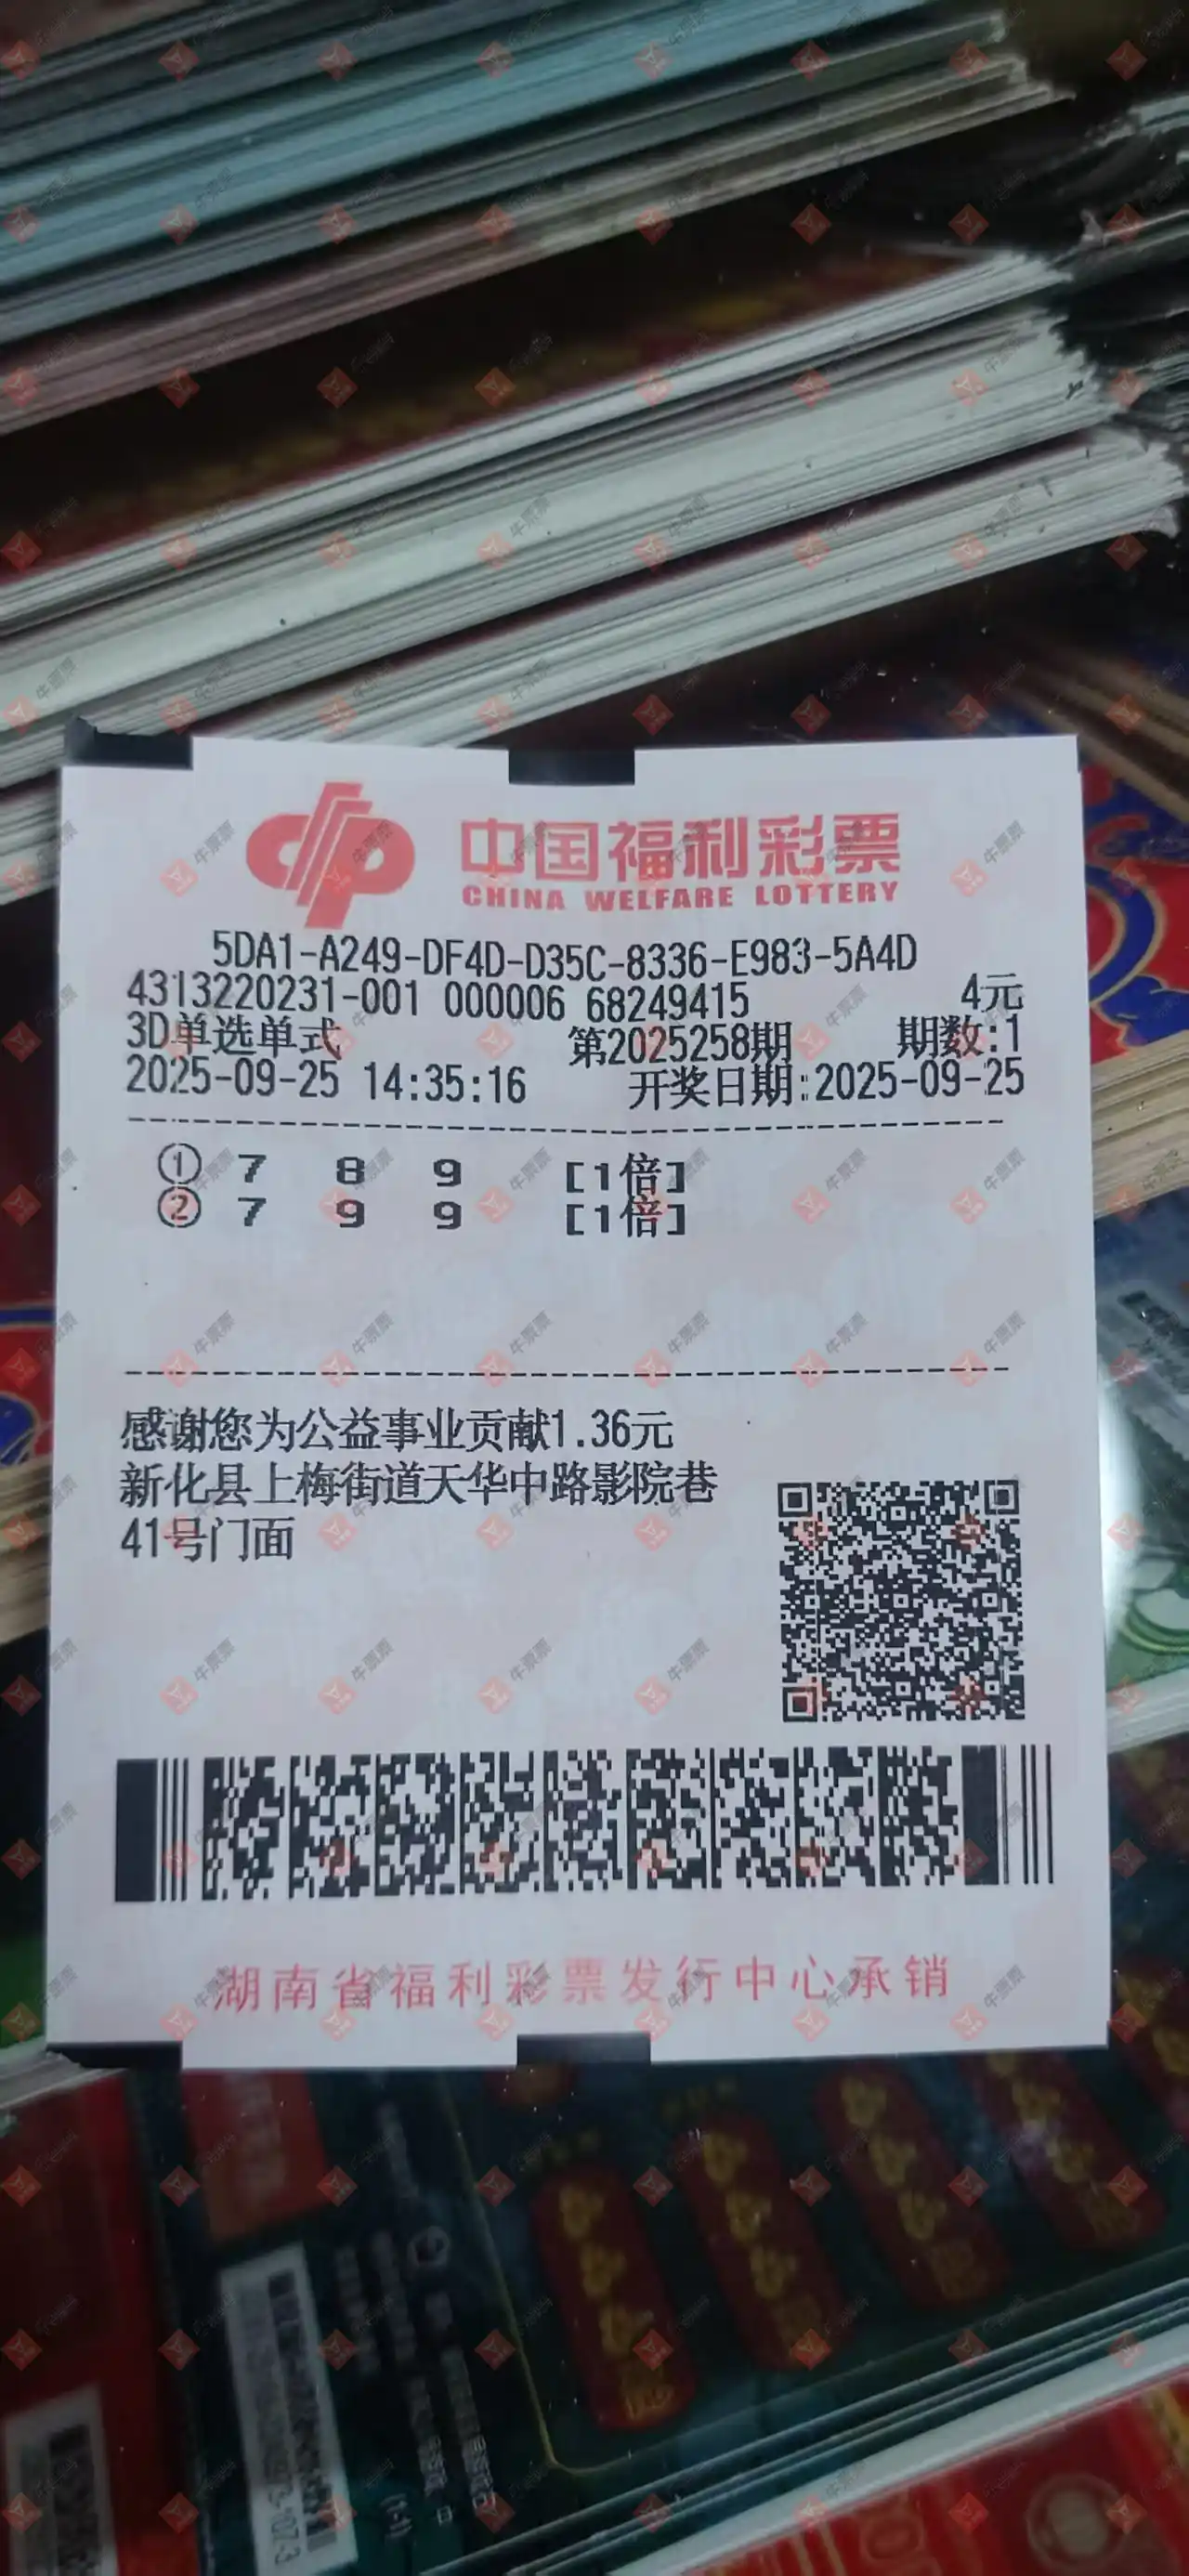 中国福利彩票
CHINA WELFARE LOTTERY
5DA1-A249-DF4D-D35C-8336-E983-5A4D
4313220231-001 000006 68249415 4元
3D单选单式 第2025258期 期数:1
2025-09-25 14:35:16 开奖日期:2025-09-25
① 7 8 9 [1倍]
② 7 9 9 [1倍]
感谢您为公益事业贡献1.36元
新化县上梅街道天华中路影院巷
41号门面
湖南省福利彩票发行中心承销
牛票票